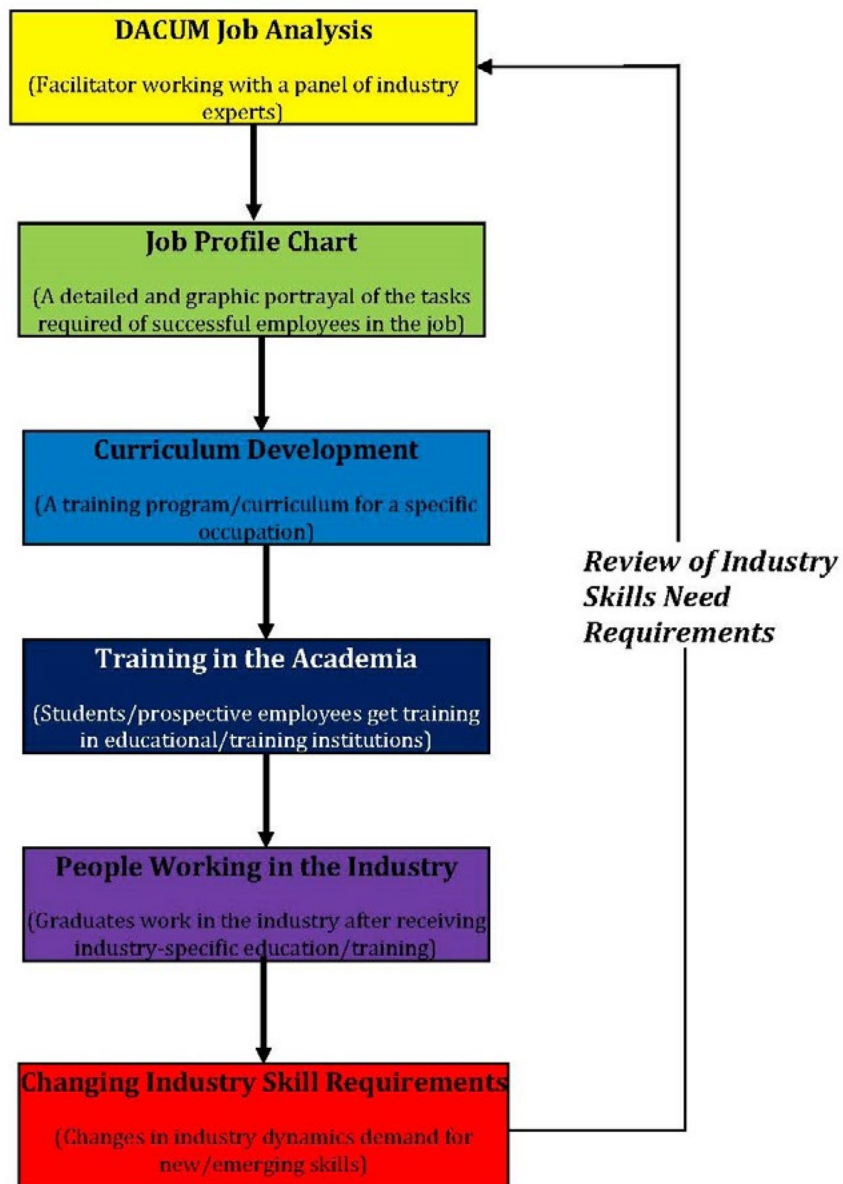 DACUM Job Analysis
(Facilitator working with a panel of industry
experts)
Job Profile Chart
(A detailed and graphic portrayal of the tasks
required of successful employees in the job)
Curriculum Development
(A training program/curriculum for a specific
occupation)
Training in the Academia
(Students/prospective employees get training
in educational/training institutions)
People Working in the Industry
(Graduates work in the industry after receiving
industry-specific education/training)
Changing Industry Skill Requirements
(Changes in industry dynamics demand for
new/emerging skills)
Review of Industry
Skills Need
Requirements